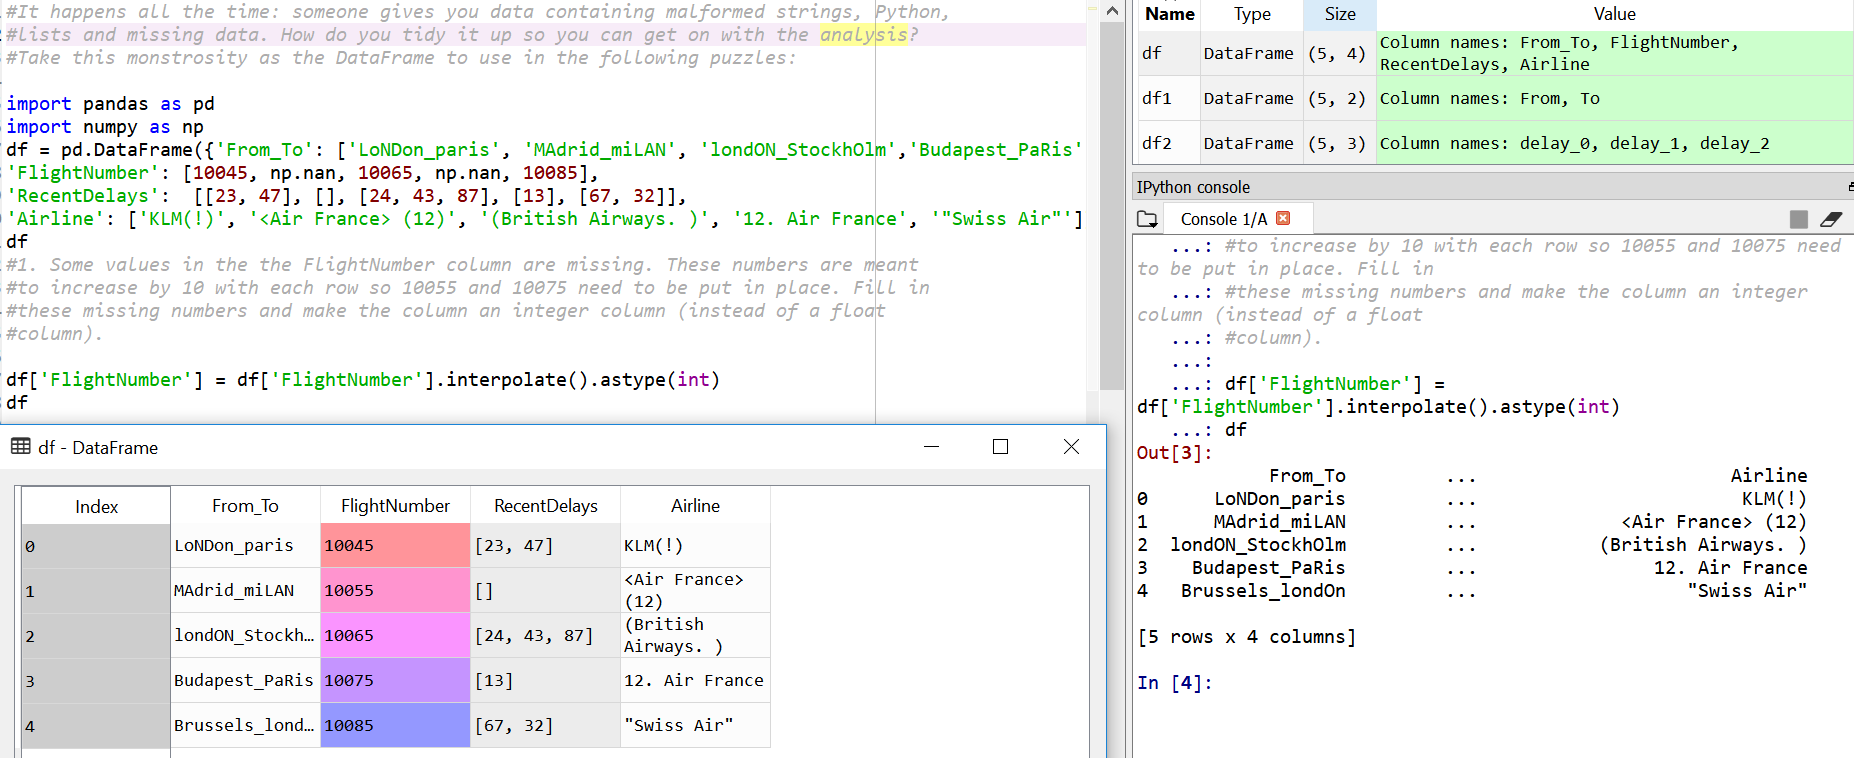 #It happens all the time: someone gives you data containing malformed strings, Python,
#lists and missing data. How do you tidy it up so you can get on with the analysis?
#Take this monstrosity as the DataFrame to use in the following puzzles:
import pandas as pd
import numpy as np
df = pd.DataFrame({'From_To': ['LoNDon_paris', 'MAdrid_miLAN', 'londON_StockhOlm','Budapest_PaRis'
'FlightNumber': [10045, np.nan, 10065, np.nan, 10085],
'RecentDelays':  [[23, 47], [], [24, 43, 87], [13], [67, 32]],
'Airline': ['KLM(!)', '<Air France> (12)', '(British Airways. )', '12. Air France', '"Swiss Air"']
df
#1. Some values in the the FlightNumber column are missing. These numbers are meant
#to increase by 10 with each row so 10055 and 10075 need to be put in place. Fill in
#these missing numbers and make the column an integer column (instead of a float
#column).
df['FlightNumber'] = df['FlightNumber'].interpolate().astype(int)
df
df - DataFrame
Index From_To FlightNumber RecentDelays Airline
0 LoNDon_paris 10045 [23, 47] KLM(!)
1 MAdrid_miLAN 10055 [] <Air France>
(12)
2 londON_Stockh... 10065 [24, 43, 87] (British
Airways. )
3 Budapest_PaRis 10075 [13] 12. Air France
4 Brussels_lond... 10085 [67, 32] "Swiss Air"
Name Type Size Value
df DataFrame (5, 4) Column names: From_To, FlightNumber,
RecentDelays, Airline
df1 DataFrame (5, 2) Column names: From, To
df2 DataFrame (5, 3) Column names: delay_0, delay_1, delay_2
IPython console
Console 1/A
...: #to increase by 10 with each row so 10055 and 10075 need
to be put in place. Fill in
...: #these missing numbers and make the column an integer
column (instead of a float
...: #column).
...:
...: df['FlightNumber'] =
df['FlightNumber'].interpolate().astype(int)
...: df
Out[3]:
From_To ... Airline
0 LoNDon_paris ... KLM(!)
1 MAdrid_miLAN ... <Air France> (12)
2 londON_StockhOlm ... (British Airways. )
3 Budapest_PaRis ... 12. Air France
4 Brussels_londOn ... "Swiss Air"
[5 rows x 4 columns]
In [4]: